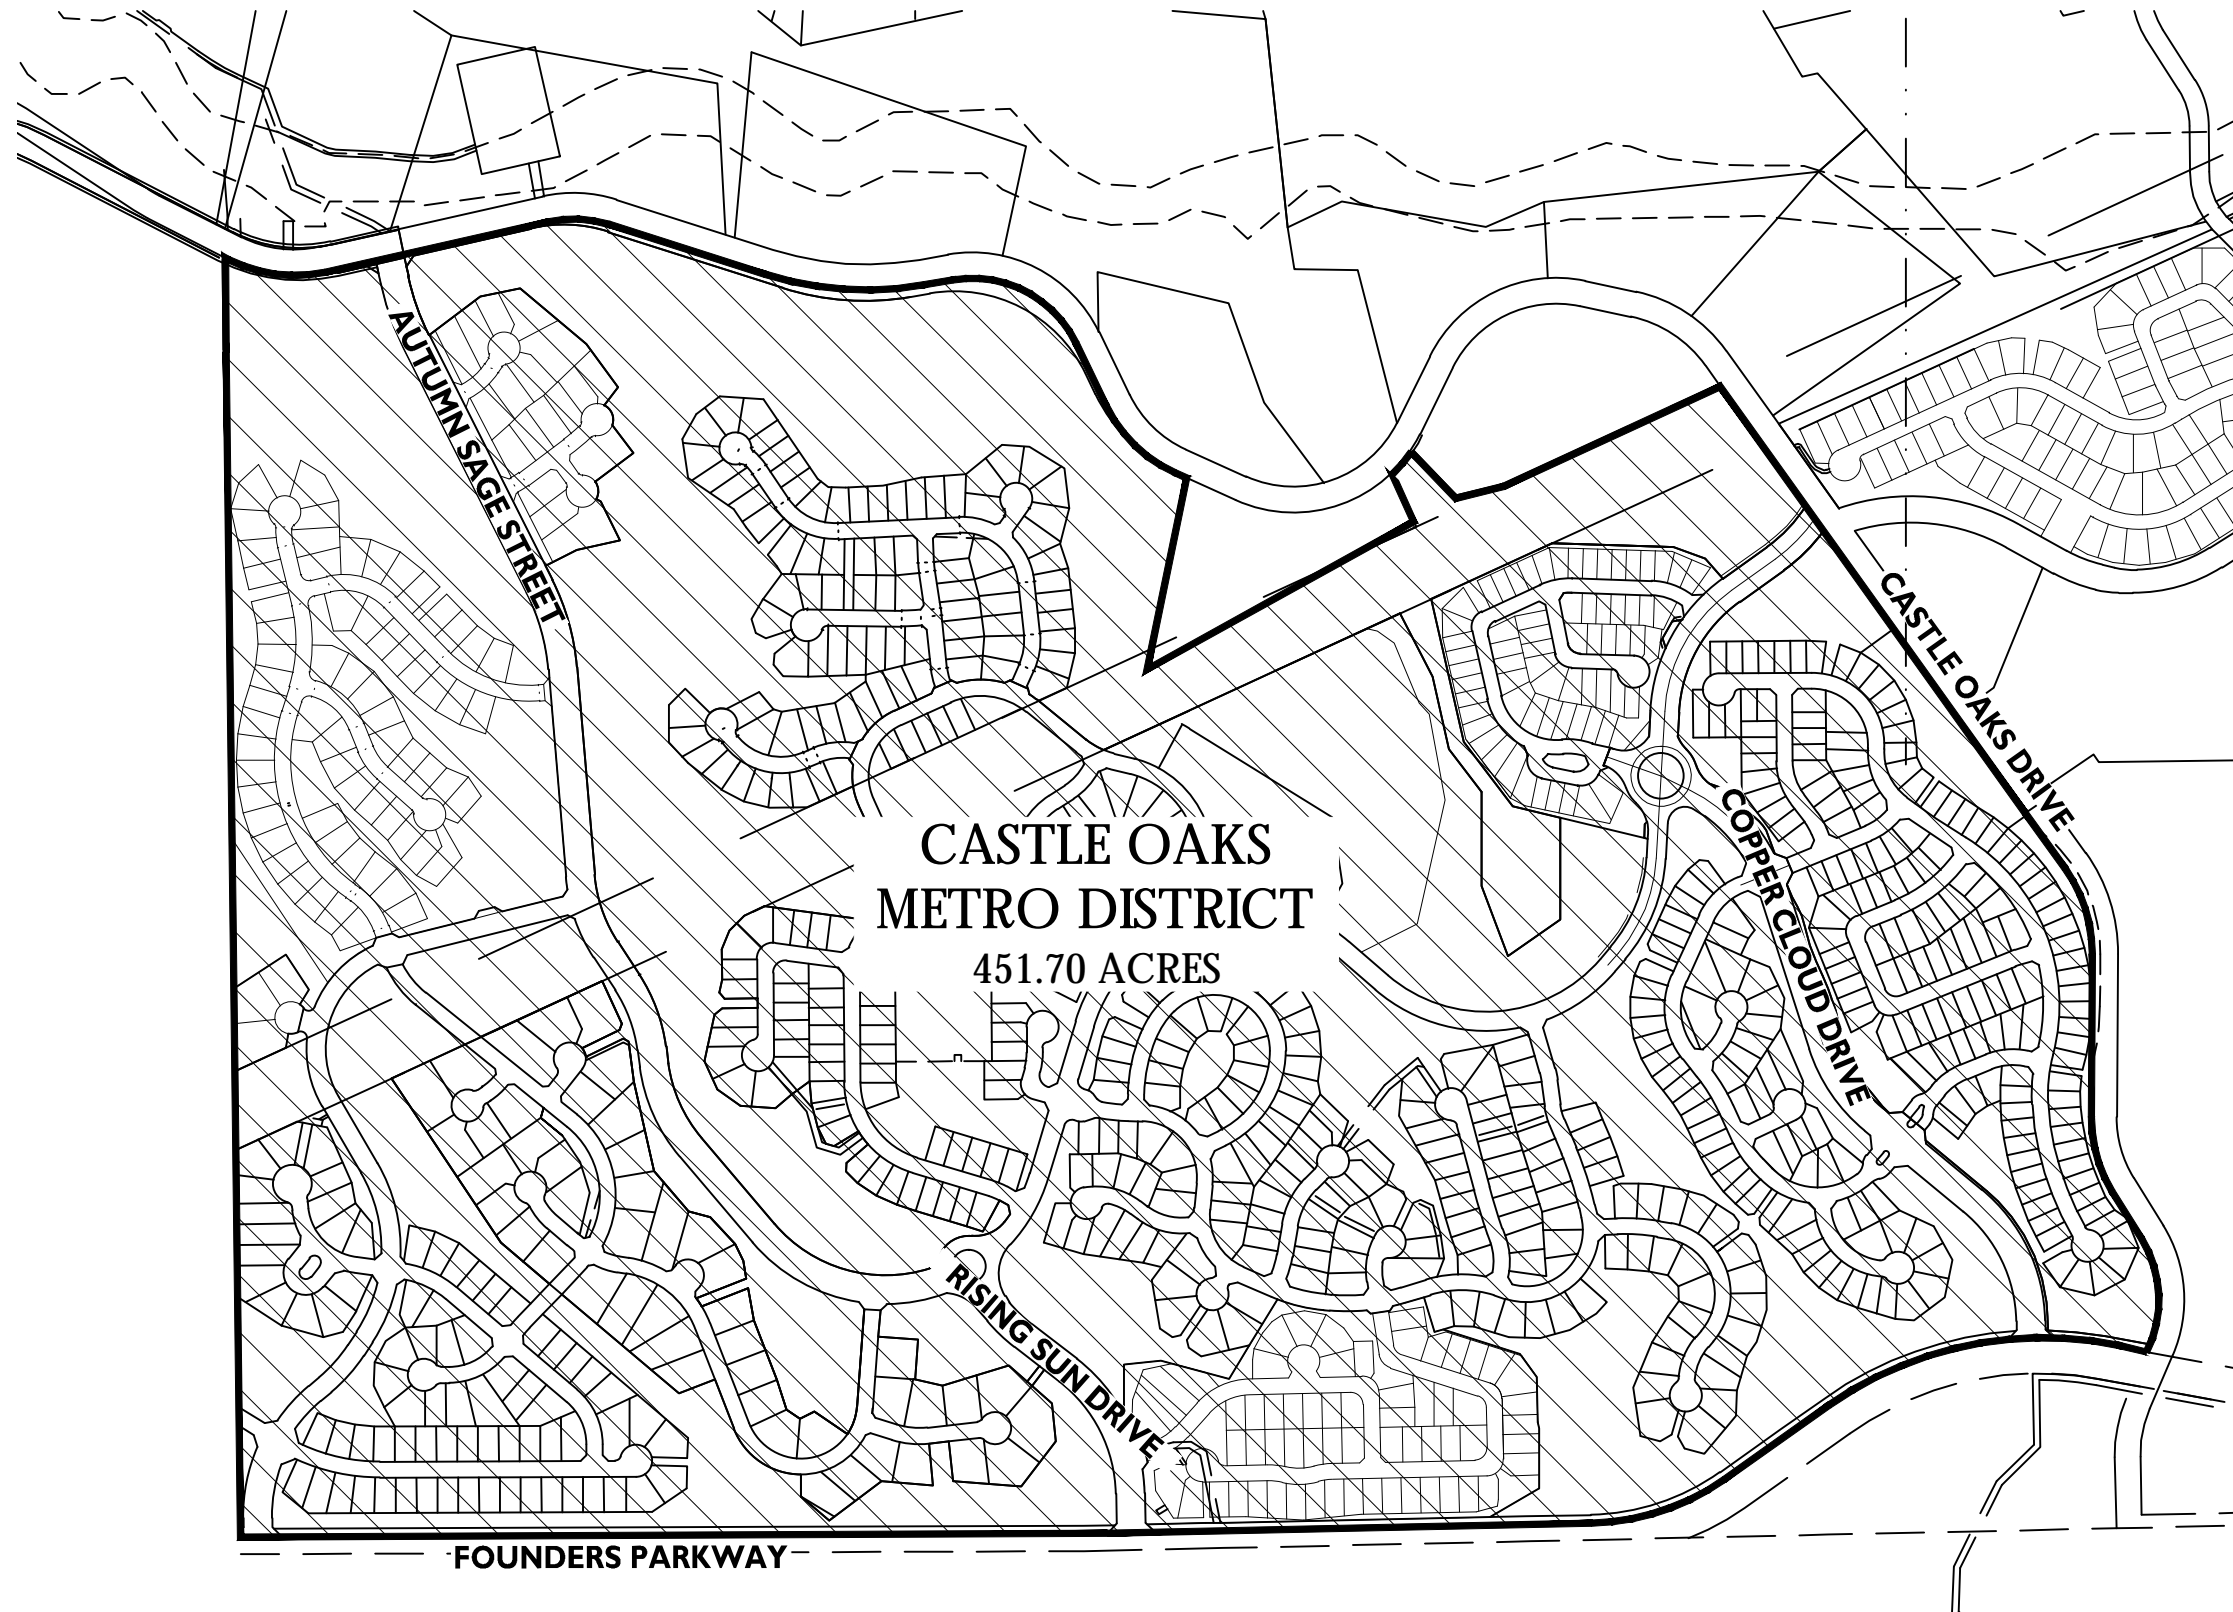 AUTUMN SAGE STREET
CASTLE OAKS DRIVE
CASTLE OAKS
METRO DISTRICT
451.70 ACRES
COPPER CLOUD DRIVE
RISING SUN DRIVE
FOUNDERS PARKWAY